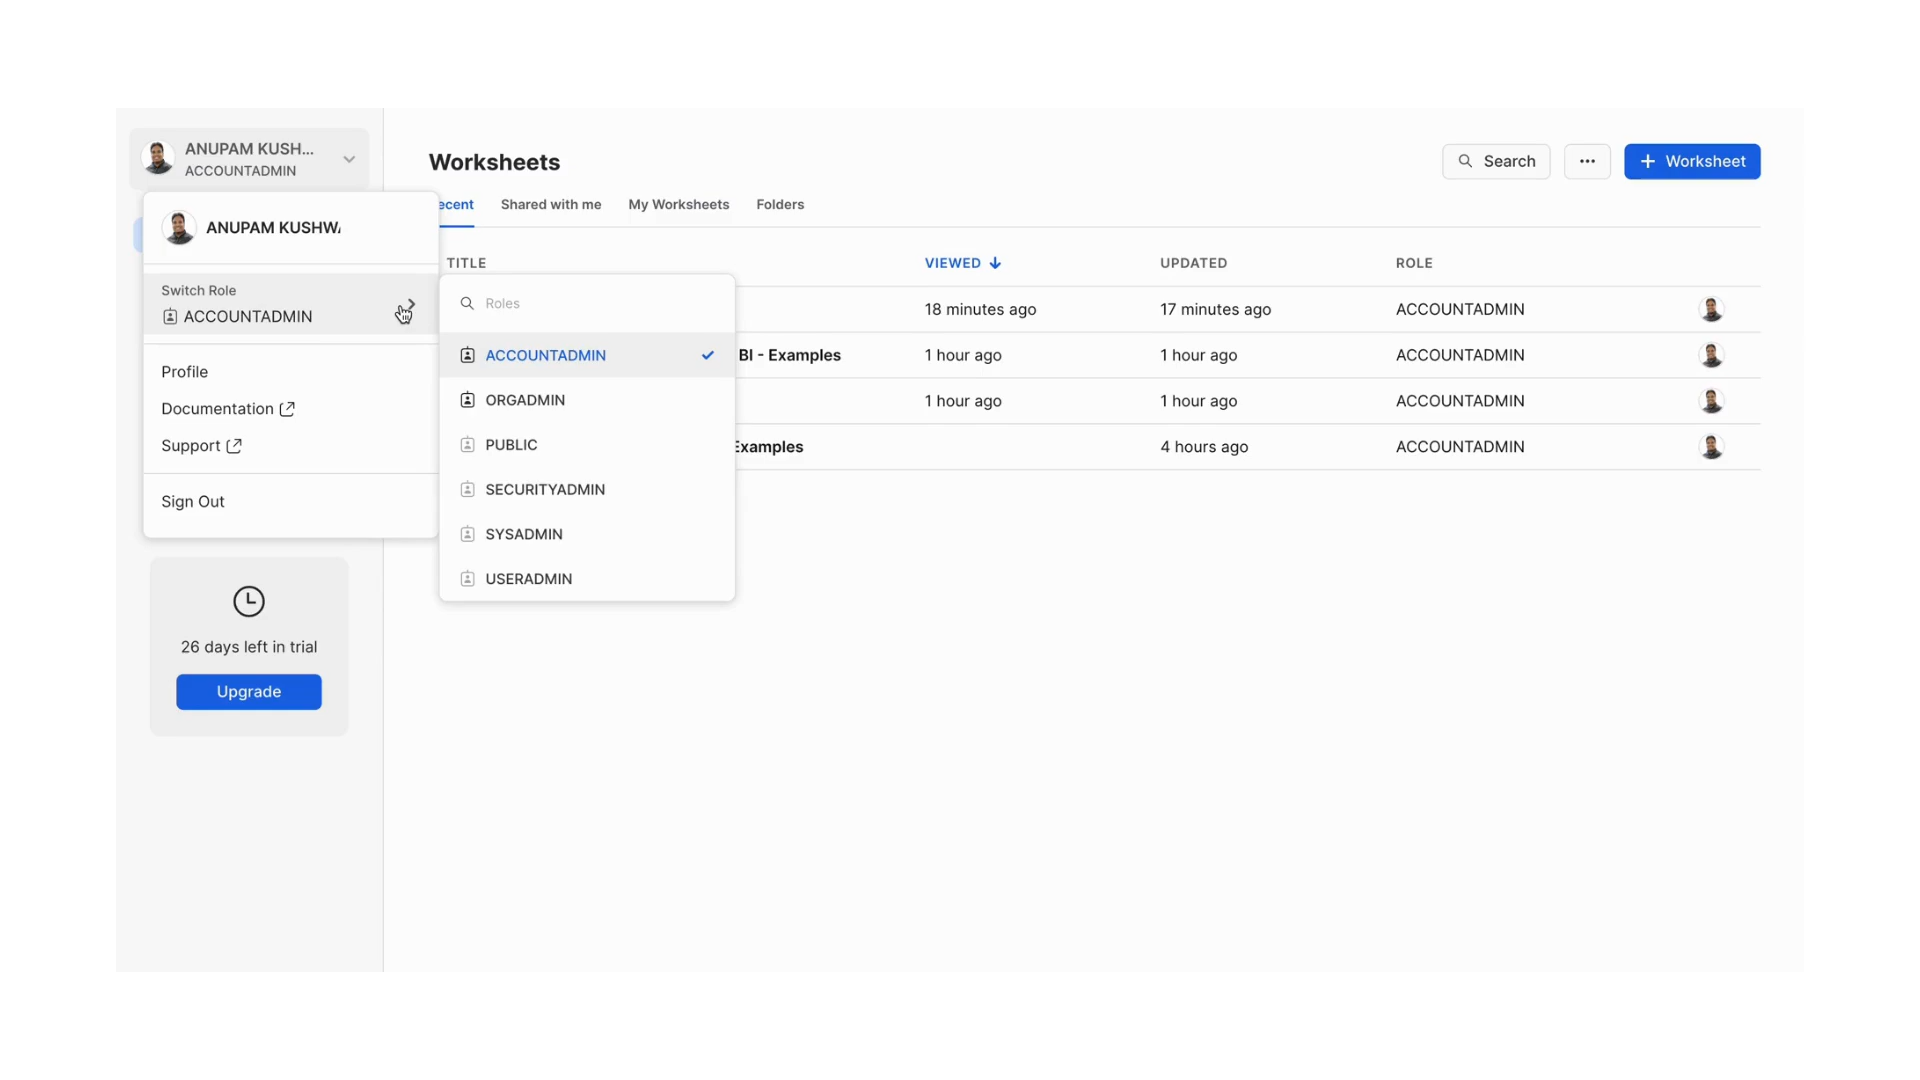 ANUPAM KUSH...
ACCOUNTADMIN
ANUPAM KUSHWA
Switch Role
ACCOUNTADMIN
Profile
Documentation
Support
Sign Out
26 days left in trial
Upgrade
Worksheets
Search
Worksheet
ecent Shared with me My Worksheets Folders
TITLE VIEWED UPDATED ROLE
18 minutes ago 17 minutes ago ACCOUNTADMIN
BI - Examples 1 hour ago 1 hour ago ACCOUNTADMIN
1 hour ago 1 hour ago ACCOUNTADMIN
Examples 4 hours ago ACCOUNTADMIN
Roles
ACCOUNTADMIN
ORGADMIN
PUBLIC
SECURITYADMIN
SYSADMIN
USERADMIN